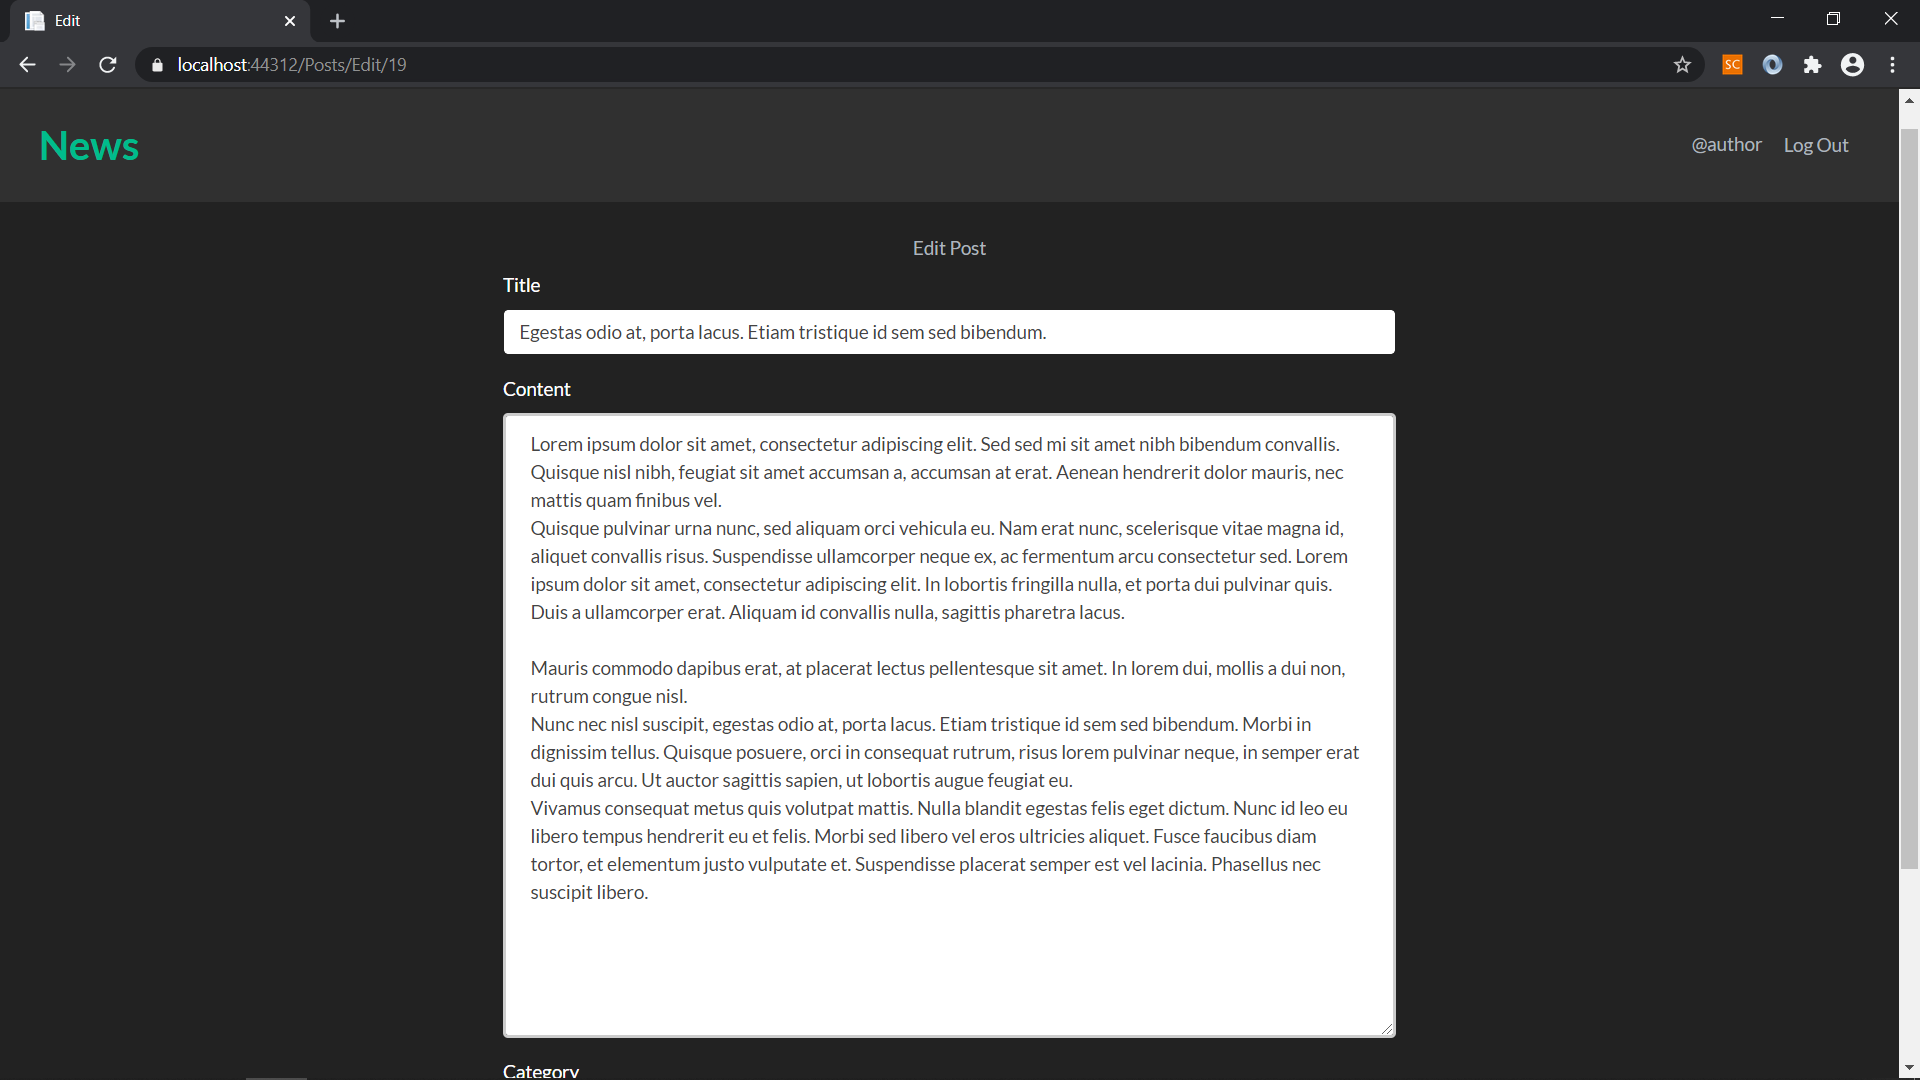 Edit
localhost:44312/Posts/Edit/19
SC
News
@author
Log Out
Edit Post
Title
Egestas odio at, porta lacus. Etiam tristique id sem sed bibendum.
Content
Lorem ipsum dolor sit amet, consectetur adipiscing elit. Sed sed mi sit amet nibh bibendum convallis.
Quisque nisl nibh, feugiat sit amet accumsan a, accumsan at erat. Aenean hendrerit dolor mauris, nec
mattis quam finibus vel.
Quisque pulvinar urna nunc, sed aliquam orci vehicula eu. Nam erat nunc, scelerisque vitae magna id,
aliquet convallis risus. Suspendisse ullamcorper neque ex, ac fermentum arcu consectetur sed. Lorem
ipsum dolor sit amet, consectetur adipiscing elit. In lobortis fringilla nulla, et porta dui pulvinar quis.
Duis a ullamcorper erat. Aliquam id convallis nulla, sagittis pharetra lacus.
Mauris commodo dapibus erat, at placerat lectus pellentesque sit amet. In lorem dui, mollis a dui non,
rutrum congue nisl.
Nunc nec nisl suscipit, egestas odio at, porta lacus. Etiam tristique id sem sed bibendum. Morbi in
dignissim tellus. Quisque posuere, orci in consequat rutrum, risus lorem pulvinar neque, in semper erat
dui quis arcu. Ut auctor sagittis sapien, ut lobortis augue feugiat eu.
Vivamus consequat metus quis volutpat mattis. Nulla blandit egestas felis eget dictum. Nunc id leo eu
libero tempus hendrerit eu et felis. Morbi sed libero vel eros ultricies aliquet. Fusce faucibus diam
tortor, et elementum justo vulputate et. Suspendisse placerat semper est vel lacinia. Phasellus nec
suscipit libero.
Category